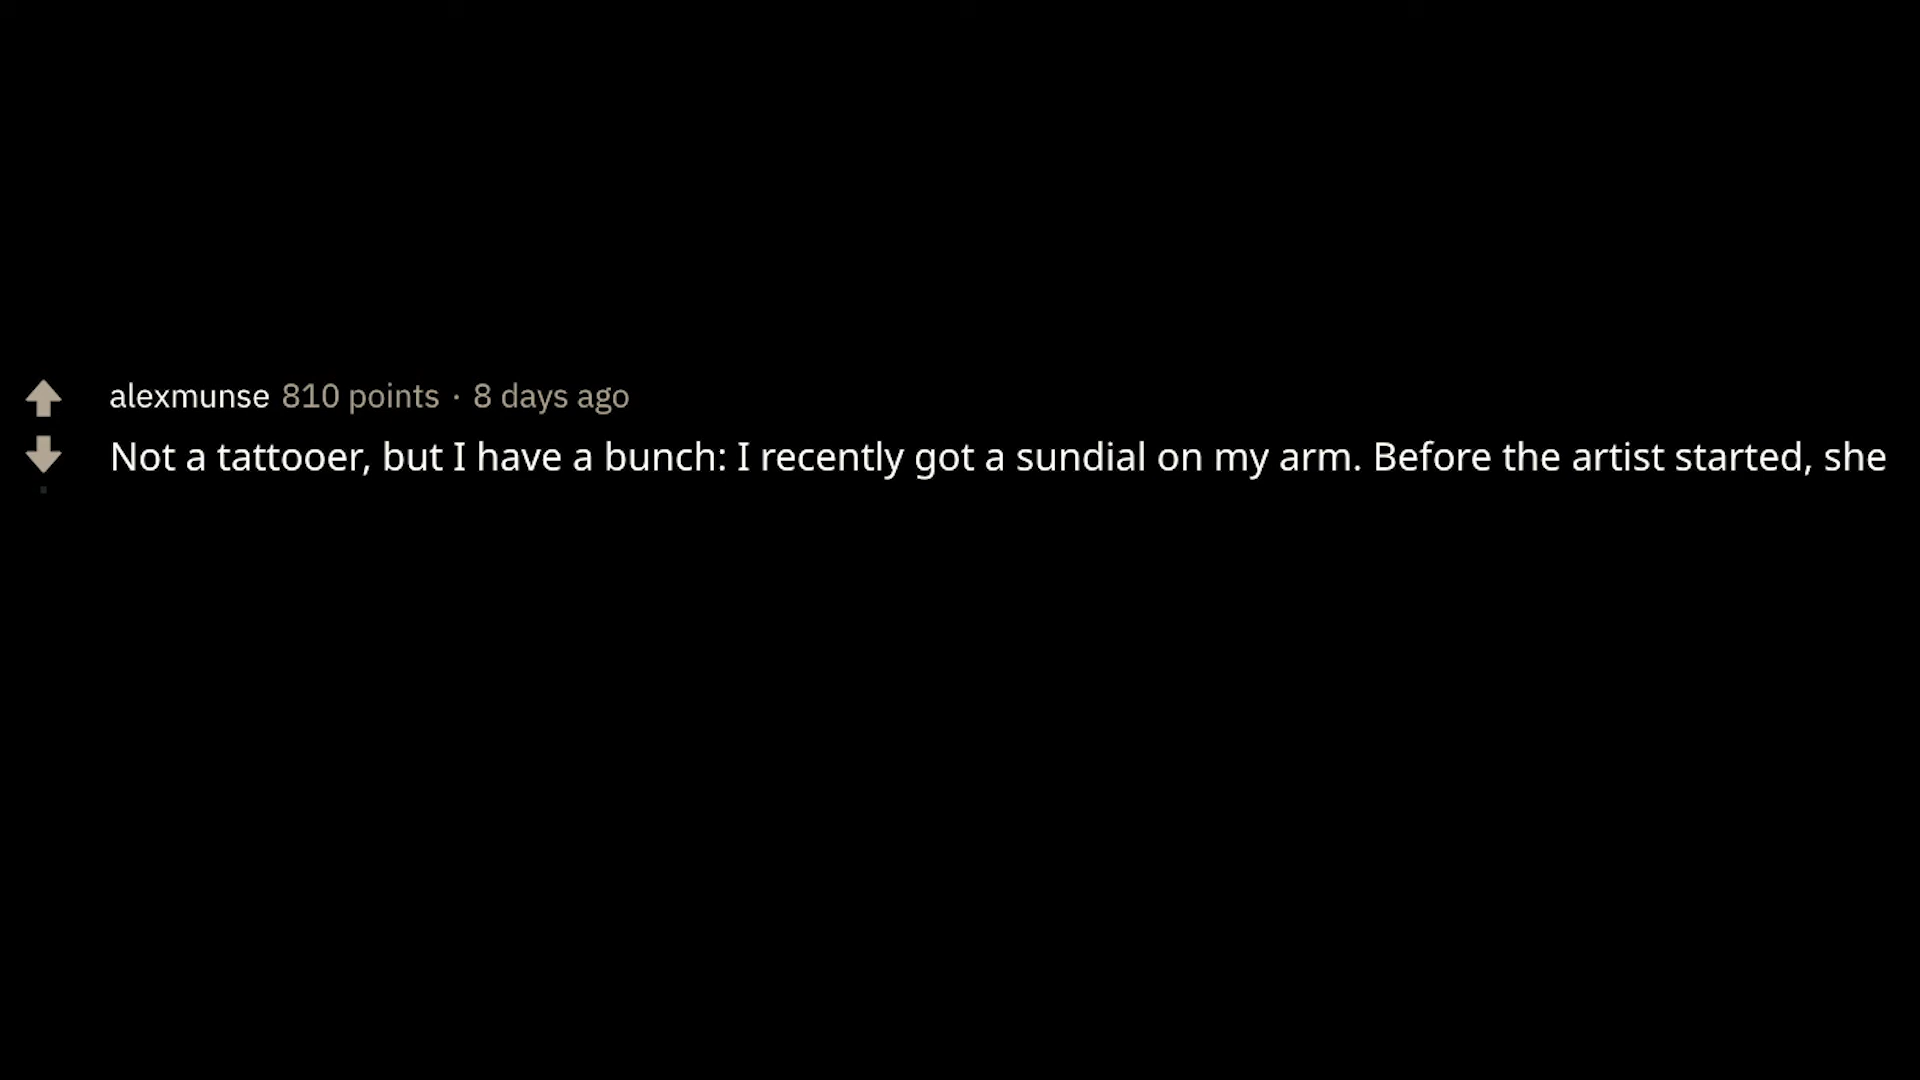 alexmunse 810 points · 8 days ago
Not a tattooer, but I have a bunch: I recently got a sundial on my arm. Before the artist started, she